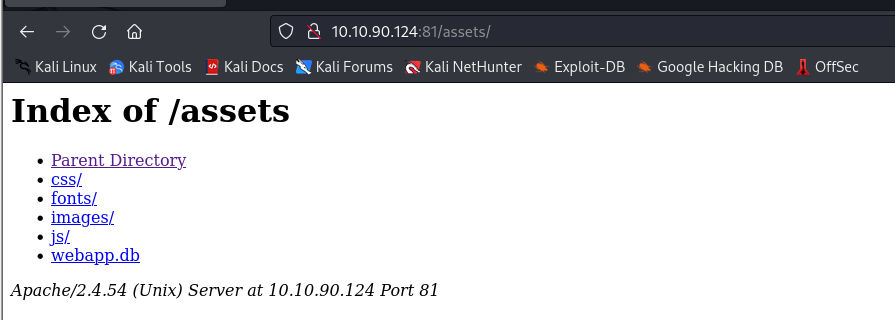 10.10.90.124:81/assets/
Kali Linux Kali Tools Kali Docs Kali Forums Kali NetHunter Exploit-DB Google Hacking DB OffSec
Index of /assets
Parent Directory
css/
fonts/
images/
js/
webapp.db
Apache/2.4.54 (Unix) Server at 10.10.90.124 Port 81